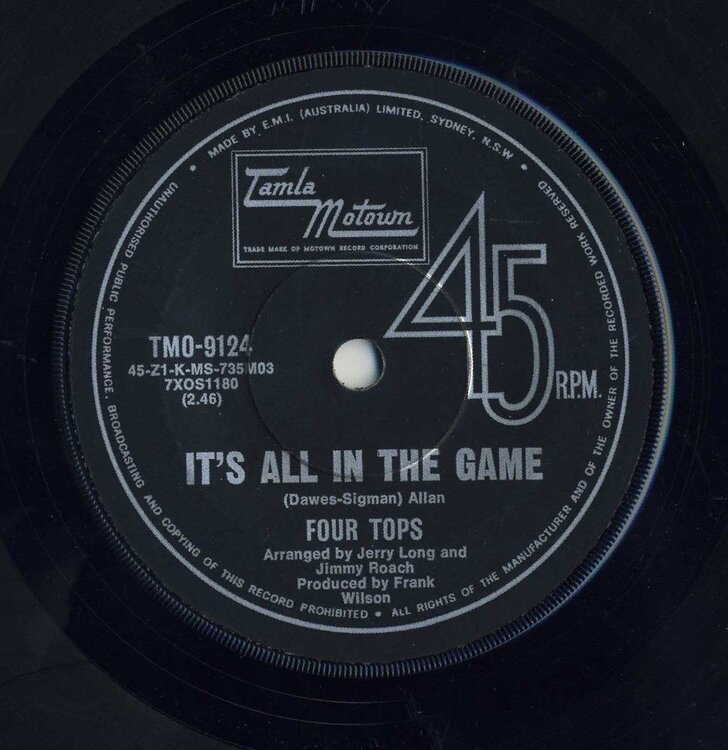 MADE BY E.M.I. (AUSTRALIA) LIMITED, SYDNEY, N.S.W.
Tamla
Motown
TRADE MARK OF MOTOWN RECORD CORPORATION
45
R.P.M.
TMO-9124
45-Z1-K-MS-735M03
7XOS1180
(2.46)
IT'S ALL IN THE GAME
(Dawes-Sigman) Allan
FOUR TOPS
Arranged by Jerry Long and
Jimmy Roach
Produced by Frank
Wilson
UNAUTHORISED PUBLIC PERFORMANCE, BROADCASTING AND COPYING OF THIS RECORD PROHIBITED • ALL RIGHTS OF THE MANUFACTURER AND OF THE OWNER OF THE RECORDED WORK RESERVED